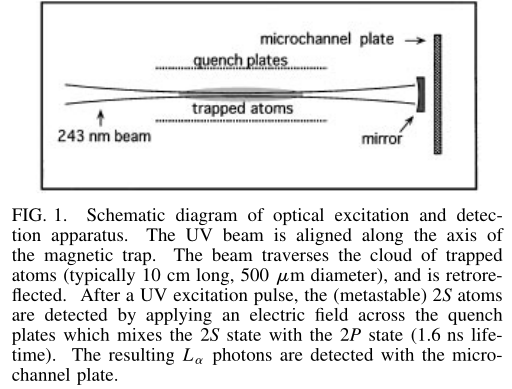 microchannel plate
quench plates
trapped atoms
243 nm beam
mirror
FIG. 1. Schematic diagram of optical excitation and detec-
tion apparatus. The UV beam is aligned along the axis of
the magnetic trap. The beam traverses the cloud of trapped
atoms (typically 10 cm long, 500 μm diameter), and is retrore-
flected. After a UV excitation pulse, the (metastable) 2S atoms
are detected by applying an electric field across the quench
plates which mixes the 2S state with the 2P state (1.6 ns life-
time). The resulting Lα photons are detected with the micro-
channel plate.